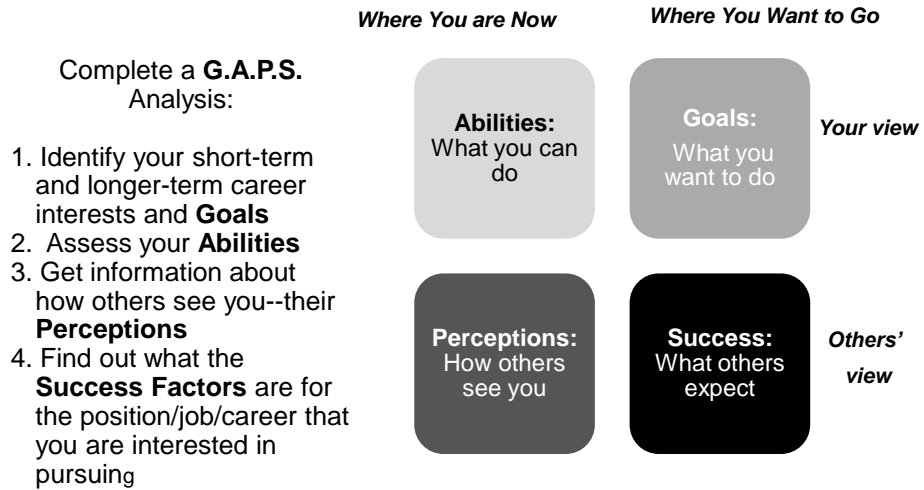 Where You are Now
Where You Want to Go
Complete a G.A.P.S.
Analysis:
1. Identify your short-term
and longer-term career
interests and Goals
2. Assess your Abilities
3. Get information about
how others see you--their
Perceptions
4. Find out what the
Success Factors are for
the position/job/career that
you are interested in
pursuing
Abilities:
What you can
do
Goals:
What you
want to do
Your view
Perceptions:
How others
see you
Success:
What others
expect
Others’
view